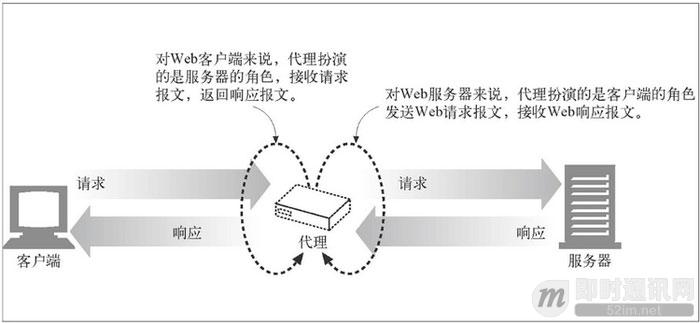 对Web客户端来说，代理扮演
的是服务器的角色，接收请求
报文，返回响应报文。
对Web服务器来说，代理扮演的是客户端的角色
发送Web请求报文，接收Web响应报文。
请求
请求
响应
响应
代理
客户端
服务器
m
即时通讯网
52im.net